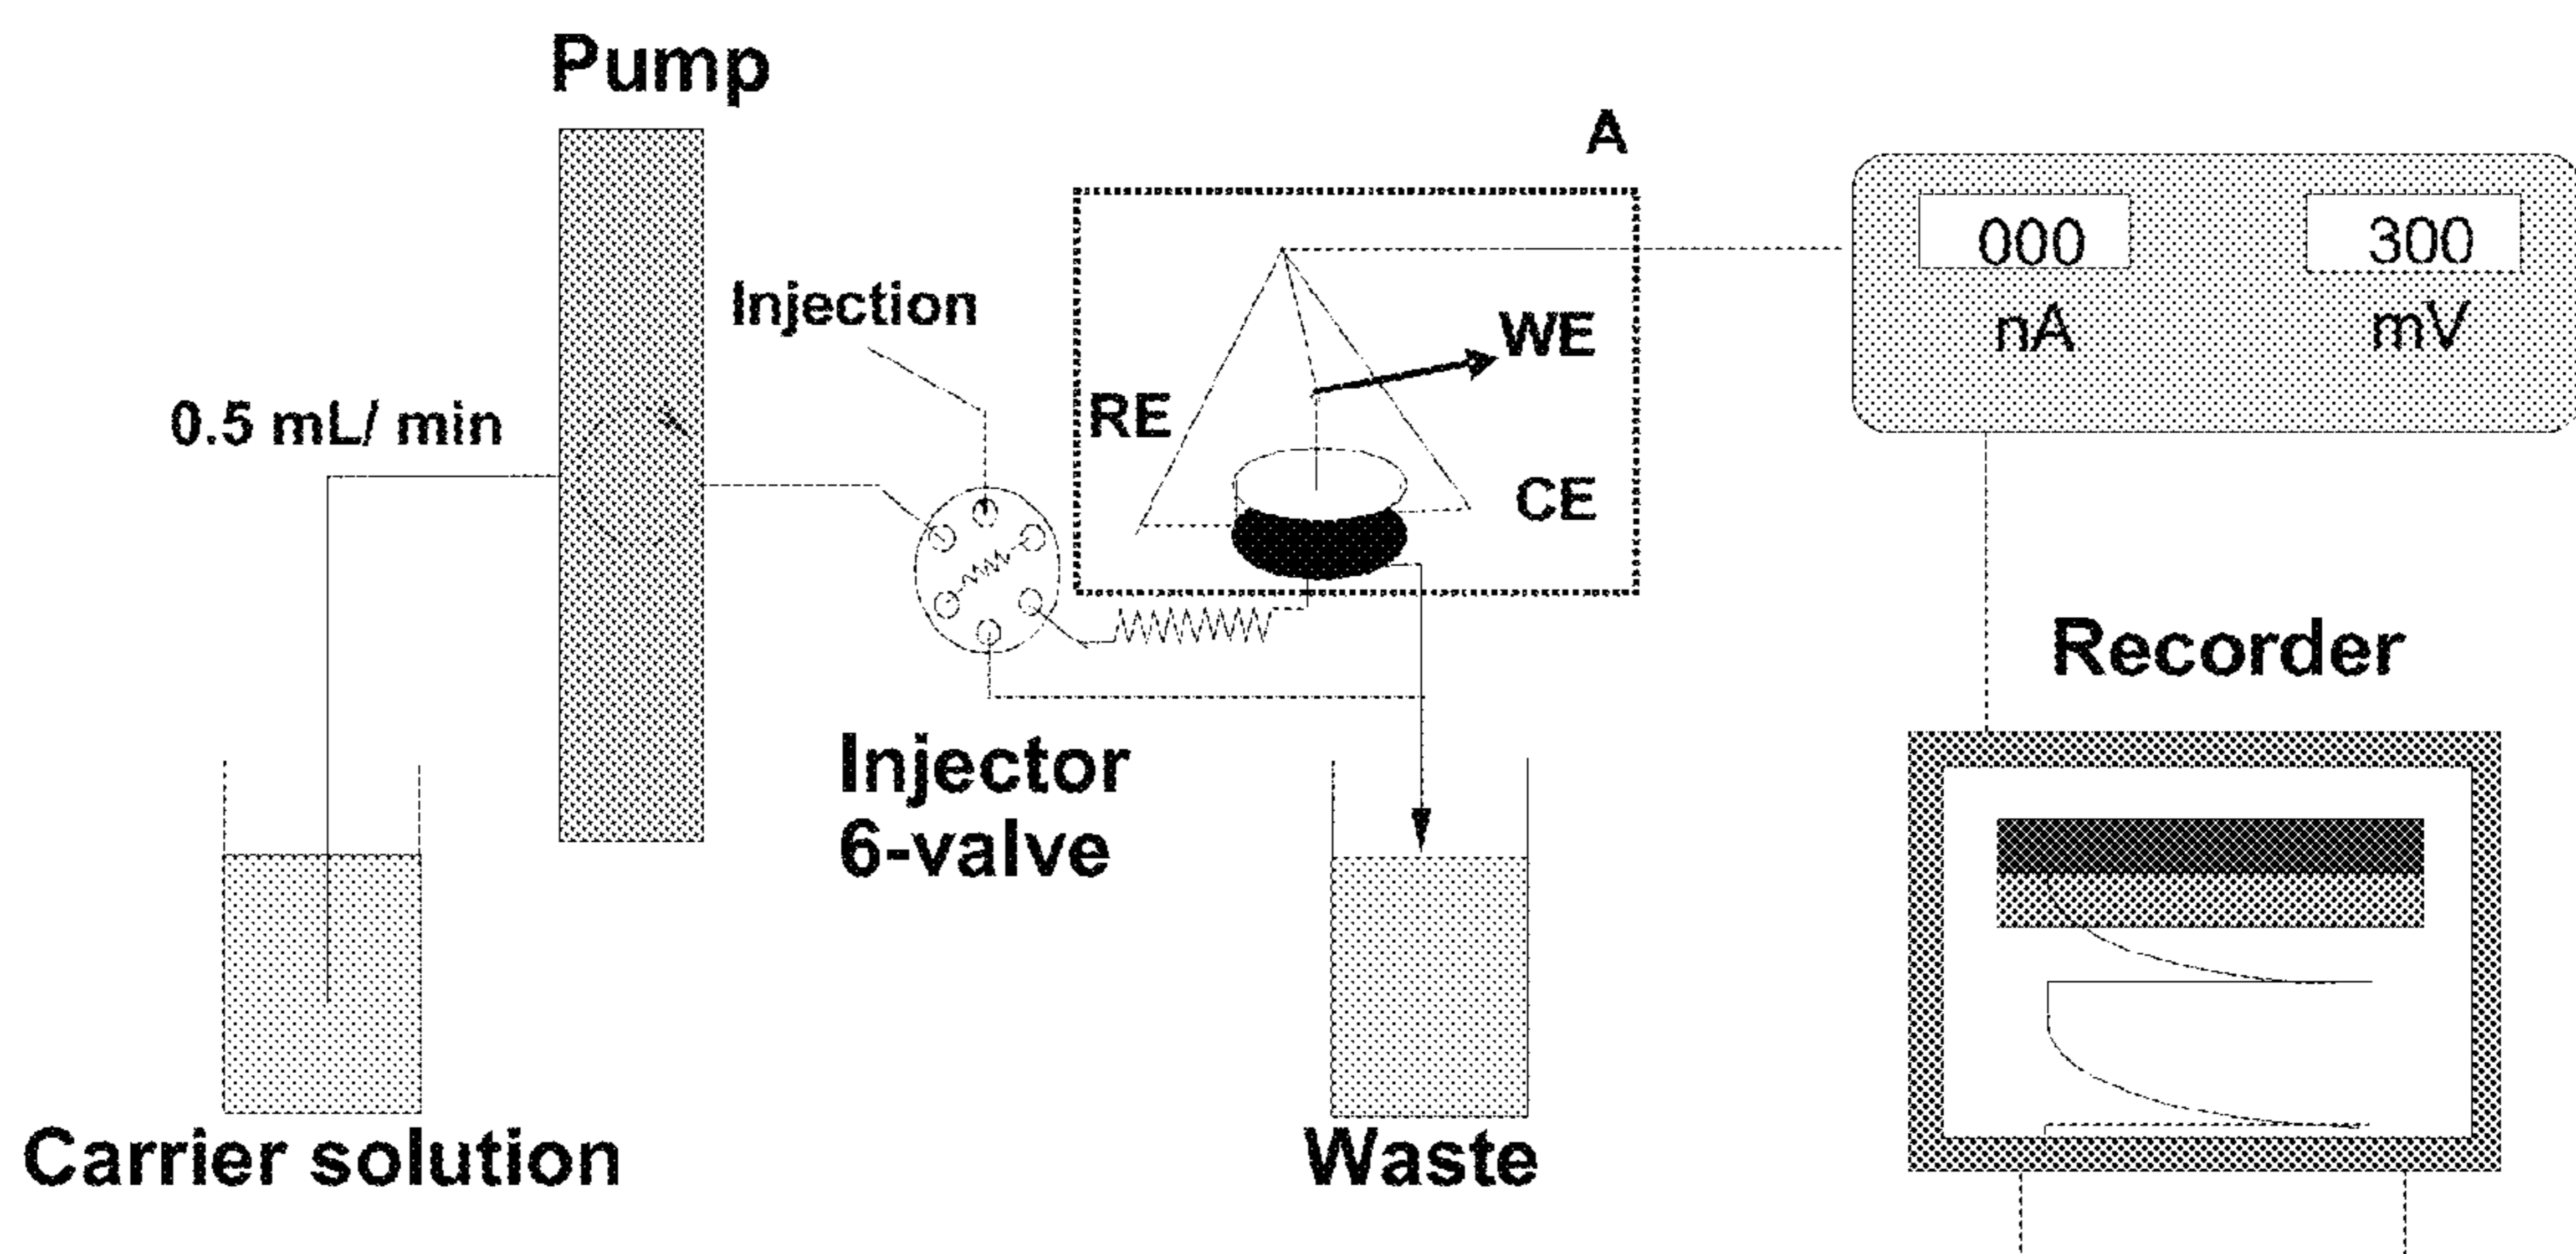 Pump
A
000
300
nA
mV
Injection
WE
RE
0.5 mL/ min
CE
Recorder
Injector
6-valve
Carrier solution
Waste